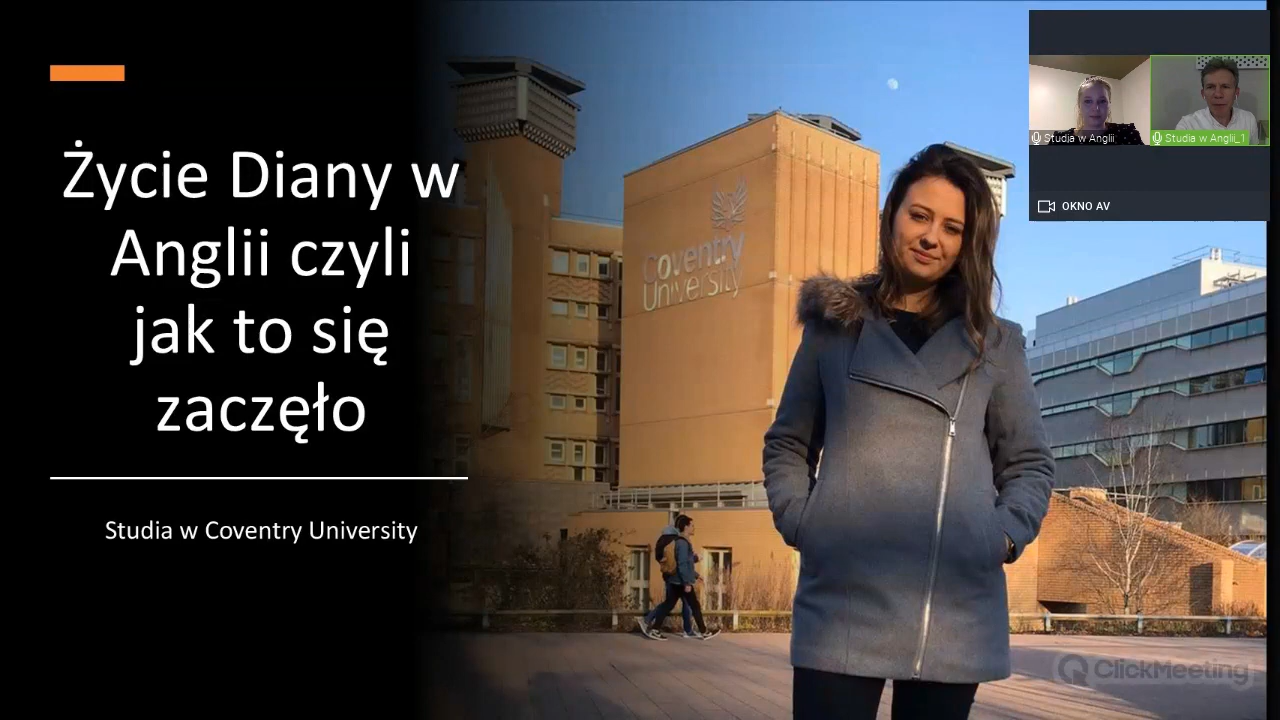 Życie Diany w
Anglii czyli
jak to się
zaczęło
Studia w Coventry University
Coventry
University
Studia w Anglii
Studia w Anglii_1
OKNO AV
ClickMeeting